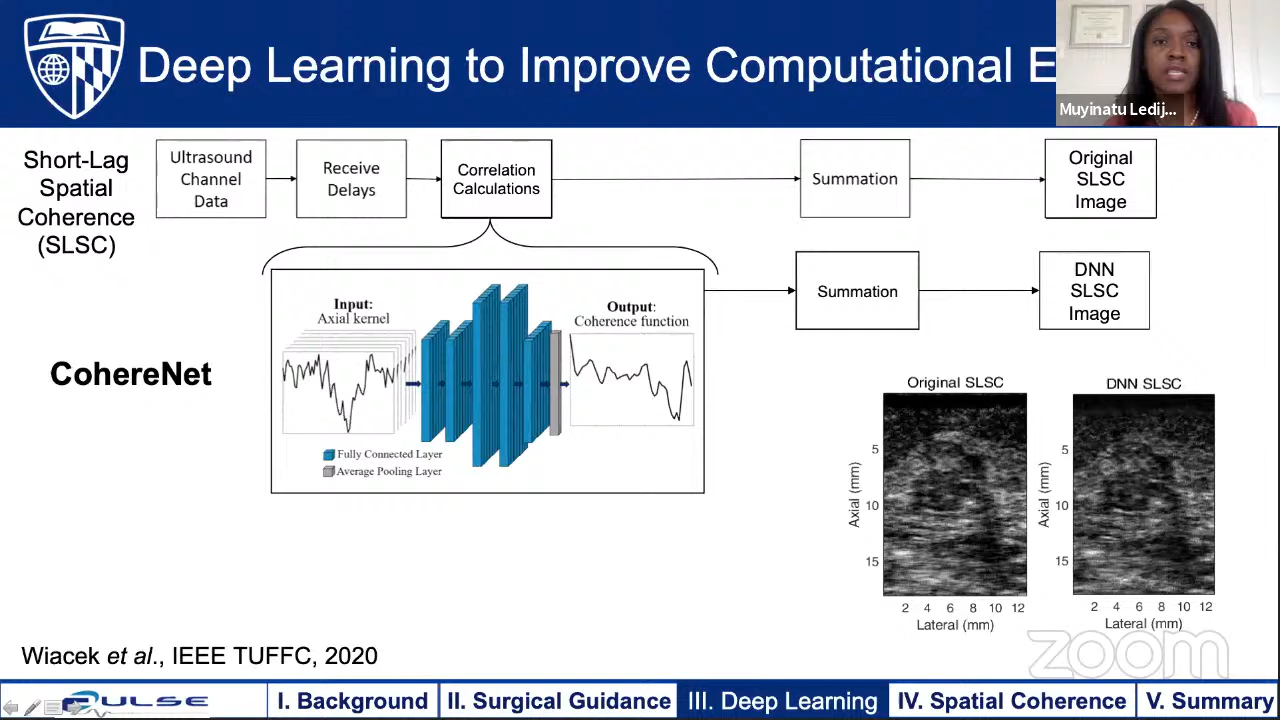 Deep Learning to Improve Computational E
Muyinatu Ledij...
Short-Lag
Spatial
Coherence
(SLSC)
Ultrasound
Channel
Data
Receive
Delays
Correlation
Calculations
Summation
Original
SLSC
Image
Summation
DNN
SLSC
Image
CohereNet
Input:
Axial kernel
Output:
Coherence function
Fully Connected Layer
Average Pooling Layer
Original SLSC
5
10
15
Axial (mm)
2 4 6 8 10 12
Lateral (mm)
DNN SLSC
5
10
15
Axial (mm)
2 4 6 8 10 12
Lateral (mm)
zoom
Wiacek et al., IEEE TUFFC, 2020
PULSE
I. Background
II. Surgical Guidance
III. Deep Learning
IV. Spatial Coherence
V. Summary